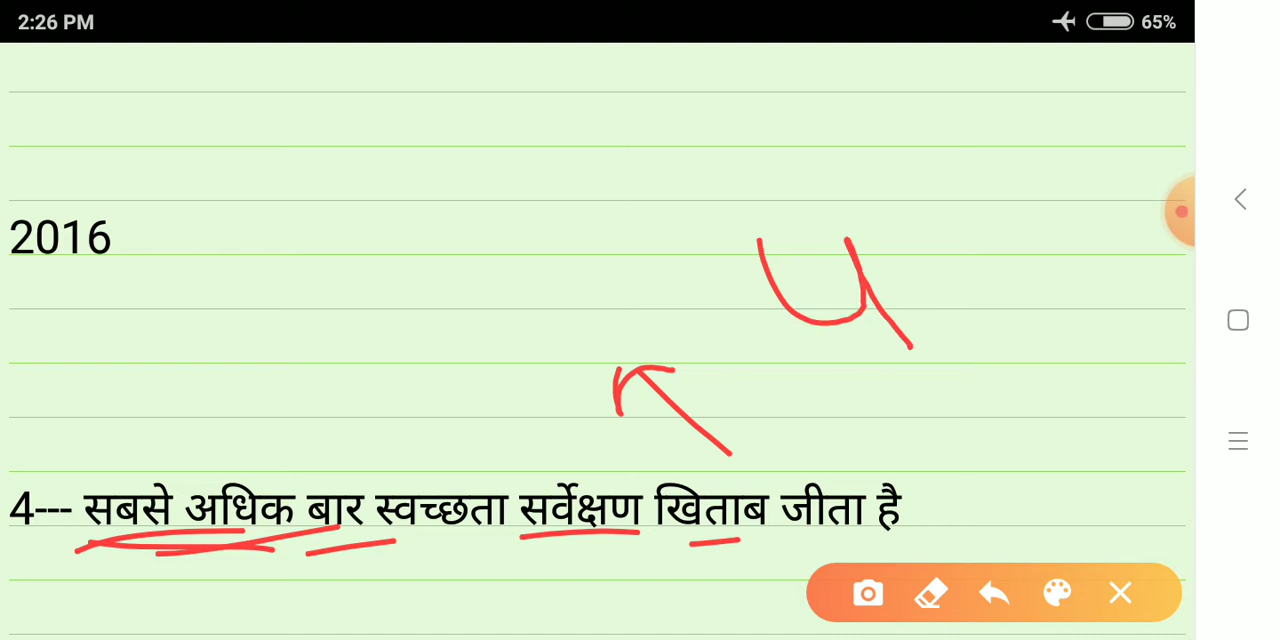 2:26 PM 65%
2016
4--- सबसे अधिक बार स्वच्छता सर्वेक्षण खिताब जीता है